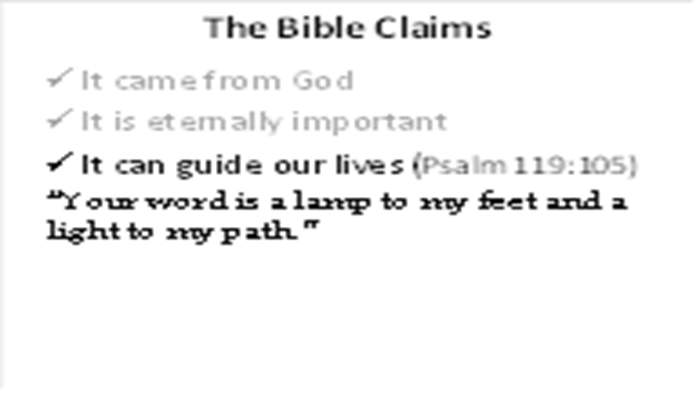 The Bible Claims
✓ It came from God
✓ It is eternally important
✓ It can guide our lives (Psalm 119:105)
"Your word is a lamp to my feet and a
light to my path."